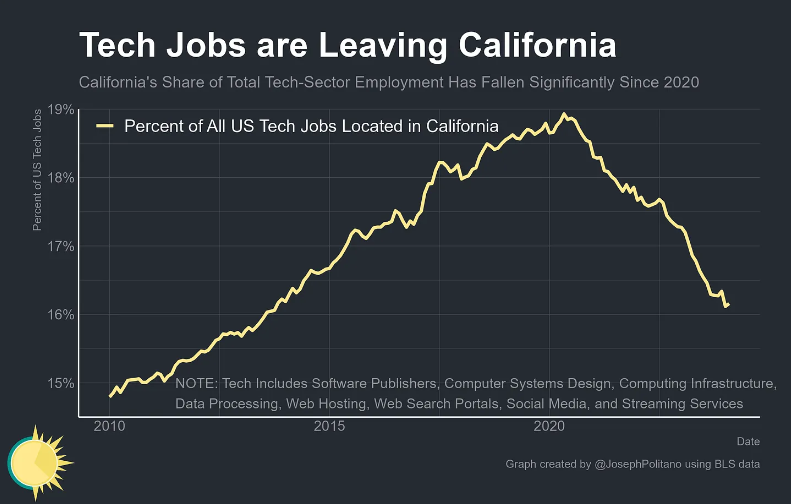 Tech Jobs are Leaving California
California's Share of Total Tech-Sector Employment Has Fallen Significantly Since 2020
Percent of US Tech Jobs
19%
Percent of All US Tech Jobs Located in California
18%
17%
16%
15%
NOTE: Tech Includes Software Publishers, Computer Systems Design, Computing Infrastructure,
Data Processing, Web Hosting, Web Search Portals, Social Media, and Streaming Services
2010
2015
2020
Date
Graph created by @JosephPolitano using BLS data